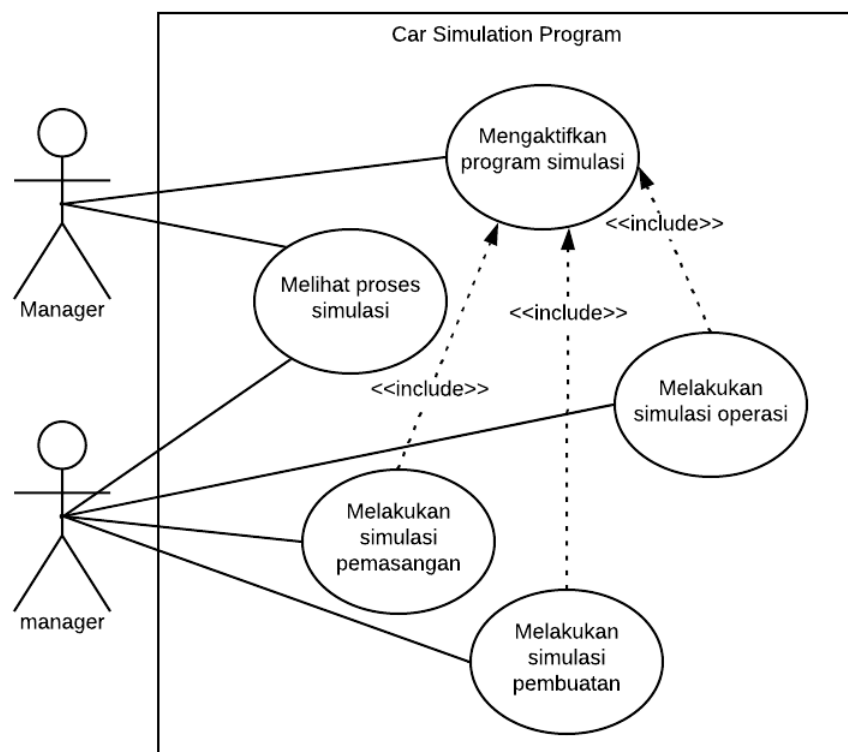 Car Simulation Program
Mengaktifkan
program simulasi
<<include>>
Manager
Melihat proses
simulasi
<<include>>
<<include>>
Melakukan
simulasi operasi
manager
Melakukan
simulasi
pemasangan
Melakukan
simulasi
pembuatan